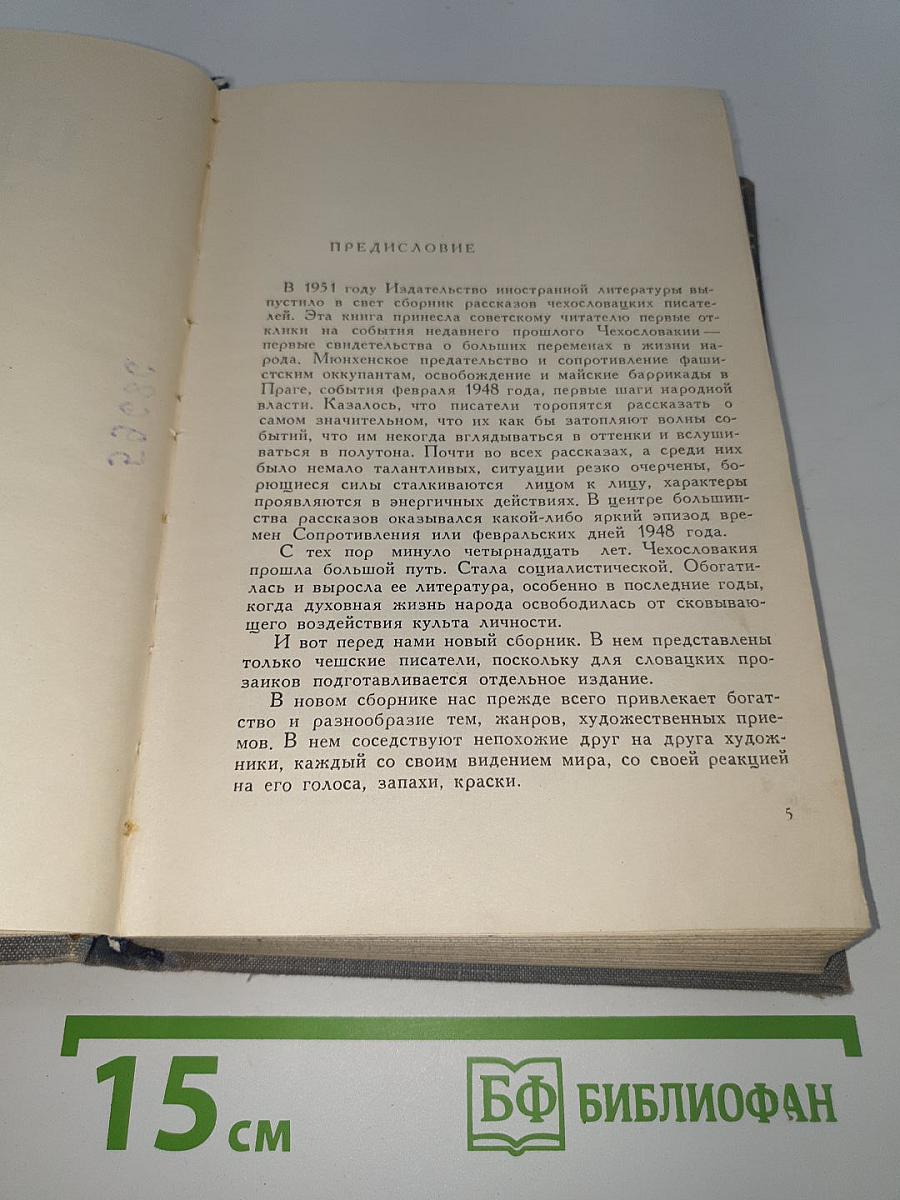 ПРЕДИСЛОВИЕ
В 1951 году Издательство иностранной литературы вы-
пустило в свет сборник рассказов чехословацких писате-
лей. Эта книга принесла советскому читателю первые от-
клики на события недавнего прошлого Чехословакии —
первые свидетельства о больших переменах в жизни на-
рода. Мюнхенское предательство и сопротивление фаши-
стским оккупантам, освобождение и майские баррикады в
Праге, события февраля 1948 года, первые шаги народной
власти. Казалось, что писатели торопятся рассказать о
самом значительном, что их как бы затопляют волны со-
бытий, что им некогда вглядываться в оттенки и вслуши-
ваться в полутона. Почти во всех рассказах, а среди них
было немало талантливых, ситуации резко очерчены, бо-
рющиеся силы сталкиваются лицом к лицу, характеры
проявляются в энергичных действиях. В центре большин-
ства рассказов оказывался какой-либо яркий эпизод вре-
мен Сопротивления или февральских дней 1948 года.
С тех пор минуло четырнадцать лет. Чехословакия
прошла большой путь. Стала социалистической. Обогати-
лась и выросла ее литература, особенно в последние годы,
когда духовная жизнь народа освободилась от сковываю-
щего воздействия культа личности.
И вот перед нами новый сборник. В нем представлены
только чешские писатели, поскольку для словацких про-
заиков подготавливается отдельное издание.
В новом сборнике нас прежде всего привлекает богат-
ство и разнообразие тем, жанров, художественных прие-
мов. В нем соседствуют непохожие друг на друга худож-
ники, каждый со своим видением мира, со своей реакцией
на его голоса, запахи, краски.
5
15 см
БФ БИБЛИОФАН